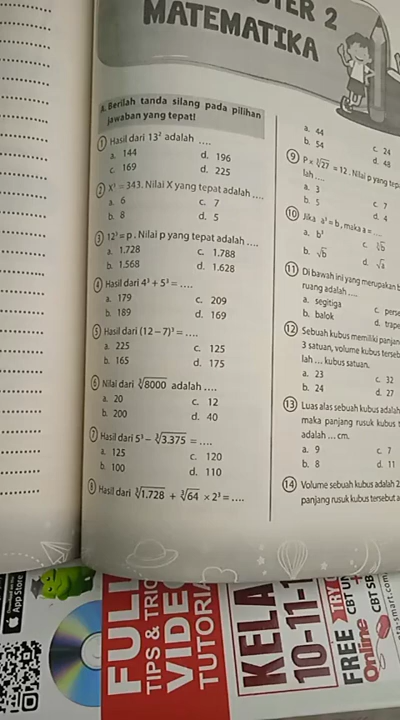 TER 2
MATEMATIKA
A. Berilah tanda silang pada pilihan
jawaban yang tepat!
1 Hasil dari 13² adalah ....
a. 144 d. 196
c. 169 d. 225
2 X³ = 343. Nilai X yang tepat adalah ....
a. 6 c. 7
b. 8 d. 5
3 12³ = p. Nilai p yang tepat adalah ....
a. 1.728 c. 1.788
b. 1.568 d. 1.628
4 Hasil dari 4³ + 5³ = ....
a. 179 c. 209
b. 189 d. 169
5 Hasil dari (12 – 7)³ = ....
a. 225 c. 125
b. 165 d. 175
6 Nilai dari ∛8000 adalah ....
a. 20 c. 12
b. 200 d. 40
7 Hasil dari 5³ – ∛3.375 = ....
a. 125 c. 120
b. 100 d. 110
8 Hasil dari ∛1.728 + ∛64 × 2³ = ....
a. 44 c. 24
b. 54 d. 48
9 P × ∛27 = 12. Nilai p yang tep
lah ....
a. 3 c. 7
b. 5 d. 4
10 Jika a³ = b, maka a = ....
a. b³ c. ∛b
b. √b d. √a
11 Di bawah ini yang merupakan b
ruang adalah ....
a. segitiga c. perse
b. balok d. trape
12 Sebuah kubus memiliki panjan
3 satuan, volume kubus terseb
lah ... kubus satuan.
a. 23 c. 32
b. 24 d. 27
13 Luas alas sebuah kubus adalah
maka panjang rusuk kubus t
adalah ... cm.
a. 9 c. 7
b. 8 d. 11
14 Volume sebuah kubus adalah 2
panjang rusuk kubus tersebut a
App Store
FULL
TIPS & TRIC
VIDE
TUTORIA
KELA
10-11-1
FREE TRY
Online
CBT UN
CBT SB
ta-smart.com